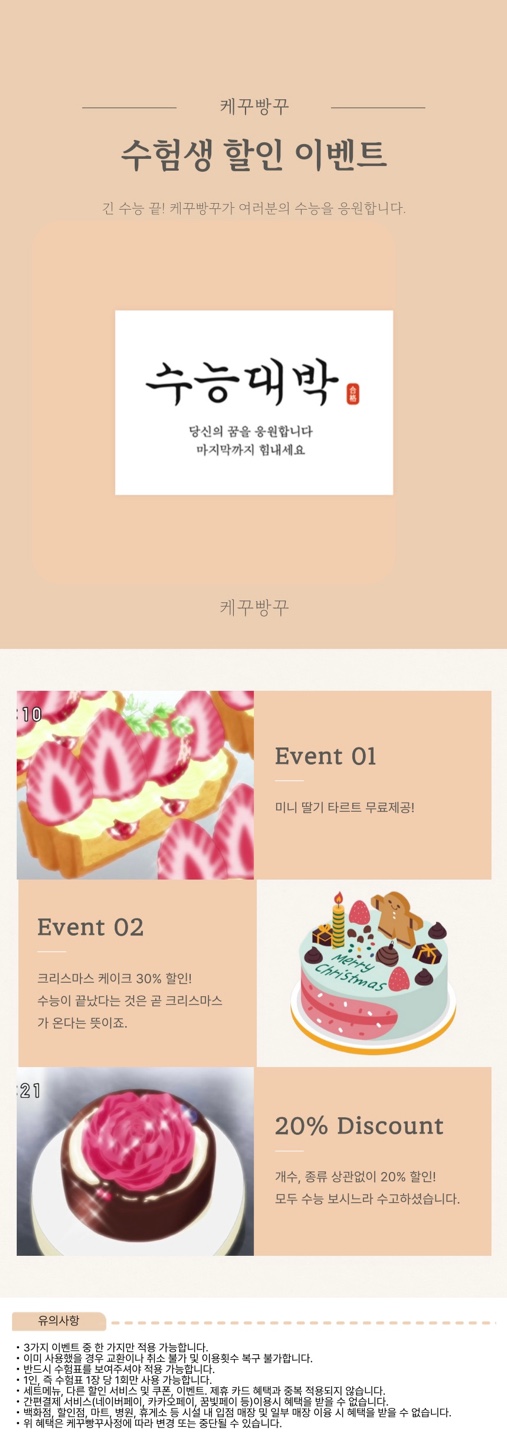 케꾸빵꾸
수험생 할인 이벤트
긴 수능 끝! 케꾸빵꾸가 여러분의 수능을 응원합니다.
수능대박 合格
당신의 꿈을 응원합니다
마지막까지 힘내세요
케꾸빵꾸
:10
Event 01
미니 딸기 타르트 무료제공!
Event 02
크리스마스 케이크 30% 할인!
수능이 끝났다는 것은 곧 크리스마스
가 온다는 뜻이죠.
Merry
Christmas
:21
20% Discount
개수, 종류 상관없이 20% 할인!
모두 수능 보시느라 수고하셨습니다.
유의사항
• 3가지 이벤트 중 한 가지만 적용 가능합니다.
• 이미 사용했을 경우 교환이나 취소 불가 및 이용횟수 복구 불가합니다.
• 반드시 수험표를 보여주셔야 적용 가능합니다.
• 1인, 즉 수험표 1장 당 1회만 사용 가능합니다.
• 세트메뉴, 다른 할인 서비스 및 쿠폰, 이벤트. 제휴 카드 혜택과 중복 적용되지 않습니다.
• 간편결제 서비스(네이버페이, 카카오페이, 꿈빛페이 등)이용시 혜택을 받을 수 없습니다.
• 백화점, 할인점, 마트, 병원, 휴게소 등 시설 내 입점 매장 및 일부 매장 이용 시 혜택을 받을 수 없습니다.
• 위 혜택은 케꾸빵꾸사정에 따라 변경 또는 중단될 수 있습니다.